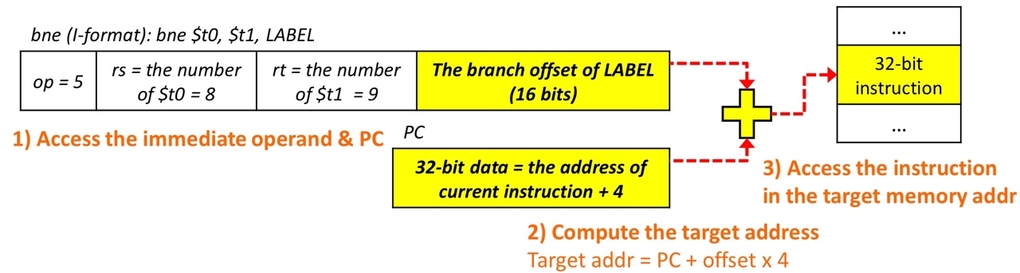 bne (I-format): bne $t0, $t1, LABEL
op = 5
rs = the number
of $t0 = 8
rt = the number
of $t1 = 9
The branch offset of LABEL
(16 bits)
...
32-bit
instruction
...
1) Access the immediate operand & PC
PC
32-bit data = the address of
current instruction + 4
3) Access the instruction
in the target memory addr
2) Compute the target address
Target addr = PC + offset x 4